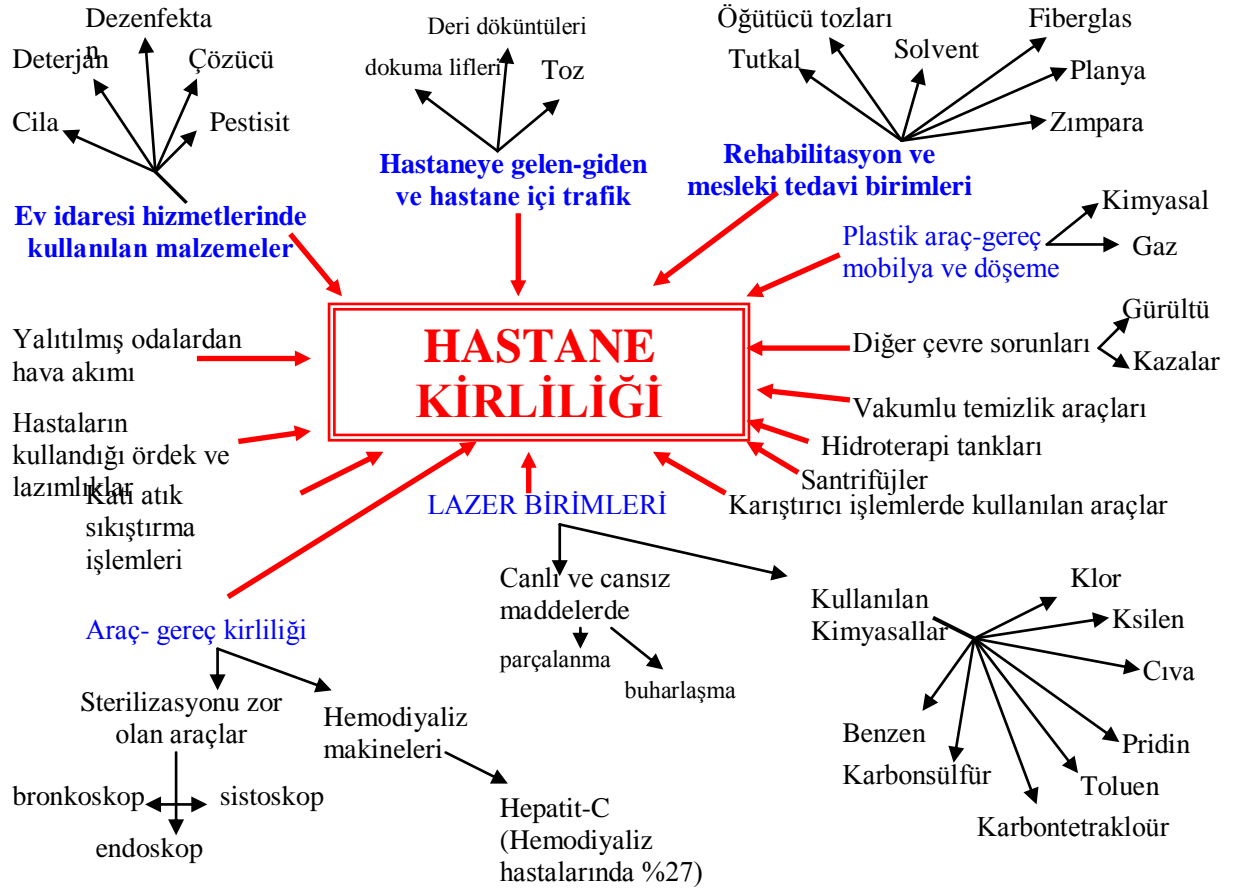 Dezenfektan
Deterjan
Çözücü
Cila
Pestisit
Ev idaresi hizmetlerinde
kullanılan malzemeler
Deri döküntüleri
dokuma lifleri
Toz
Hastaneye gelen-giden
ve hastane içi trafik
Öğütücü tozları
Fiberglas
Tutkal
Solvent
Planya
Zımpara
Rehabilitasyon ve
mesleki tedavi birimleri
Kimyasal
Plastik araç-gereç
mobilya ve döşeme
Gaz
HASTANE
KİRLİLİĞİ
Gürültü
Diğer çevre sorunları
Kazalar
Yalıtılmış odalardan
hava akımı
Vakumlu temizlik araçları
Hastaların
kullandığı ördek ve
lazımlıklar
Hidroterapi tankları
Santrifüjler
Kati atık
sıkıştırma
işlemleri
LAZER BİRİMLERİ
Karıştırıcı işlemlerde kullanılan araçlar
Canlı ve cansız
maddelerde
parçalanma
buharlaşma
Kullanılan
Kimyasallar
Klor
Ksilen
Cıva
Pridin
Toluen
Karbontetrakloür
Karbonsülfür
Benzen
Araç- gereç kirliliği
Sterilizasyonu zor
olan araçlar
bronkoskop
sistoskop
endoskop
Hemodiyaliz
makineleri
Hepatit-C
(Hemodiyaliz
hastalarında %27)